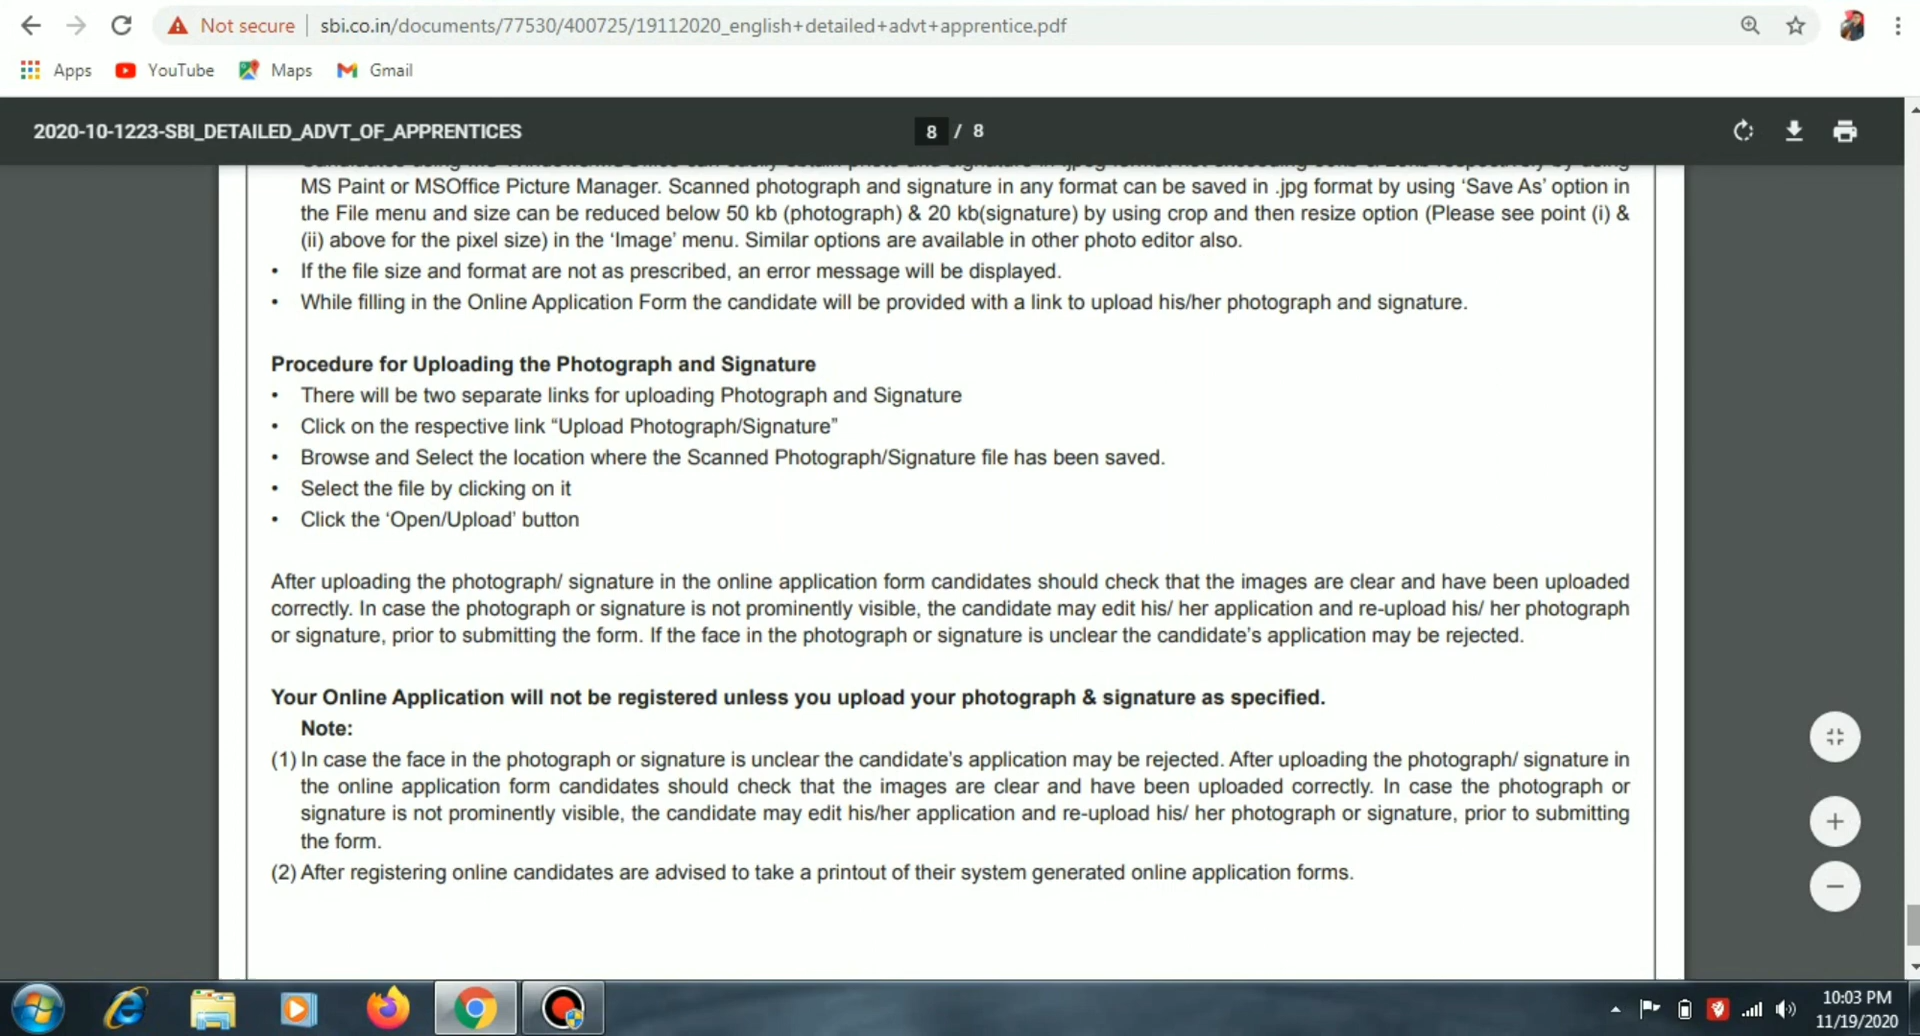 Not secure | sbi.co.in/documents/77530/400725/19112020_english+detailed+advt+apprentice.pdf
Apps YouTube Maps Gmail
2020-10-1223-SBI_DETAILED_ADVT_OF_APPRENTICES 8 / 8
MS Paint or MSOffice Picture Manager. Scanned photograph and signature in any format can be saved in .jpg format by using ‘Save As’ option in
the File menu and size can be reduced below 50 kb (photograph) & 20 kb(signature) by using crop and then resize option (Please see point (i) &
(ii) above for the pixel size) in the ‘Image’ menu. Similar options are available in other photo editor also.
• If the file size and format are not as prescribed, an error message will be displayed.
• While filling in the Online Application Form the candidate will be provided with a link to upload his/her photograph and signature.
Procedure for Uploading the Photograph and Signature
• There will be two separate links for uploading Photograph and Signature
• Click on the respective link “Upload Photograph/Signature”
• Browse and Select the location where the Scanned Photograph/Signature file has been saved.
• Select the file by clicking on it
• Click the ‘Open/Upload’ button
After uploading the photograph/ signature in the online application form candidates should check that the images are clear and have been uploaded
correctly. In case the photograph or signature is not prominently visible, the candidate may edit his/ her application and re-upload his/ her photograph
or signature, prior to submitting the form. If the face in the photograph or signature is unclear the candidate’s application may be rejected.
Your Online Application will not be registered unless you upload your photograph & signature as specified.
Note:
(1) In case the face in the photograph or signature is unclear the candidate’s application may be rejected. After uploading the photograph/ signature in
the online application form candidates should check that the images are clear and have been uploaded correctly. In case the photograph or
signature is not prominently visible, the candidate may edit his/her application and re-upload his/ her photograph or signature, prior to submitting
the form.
(2) After registering online candidates are advised to take a printout of their system generated online application forms.
10:03 PM
11/19/2020